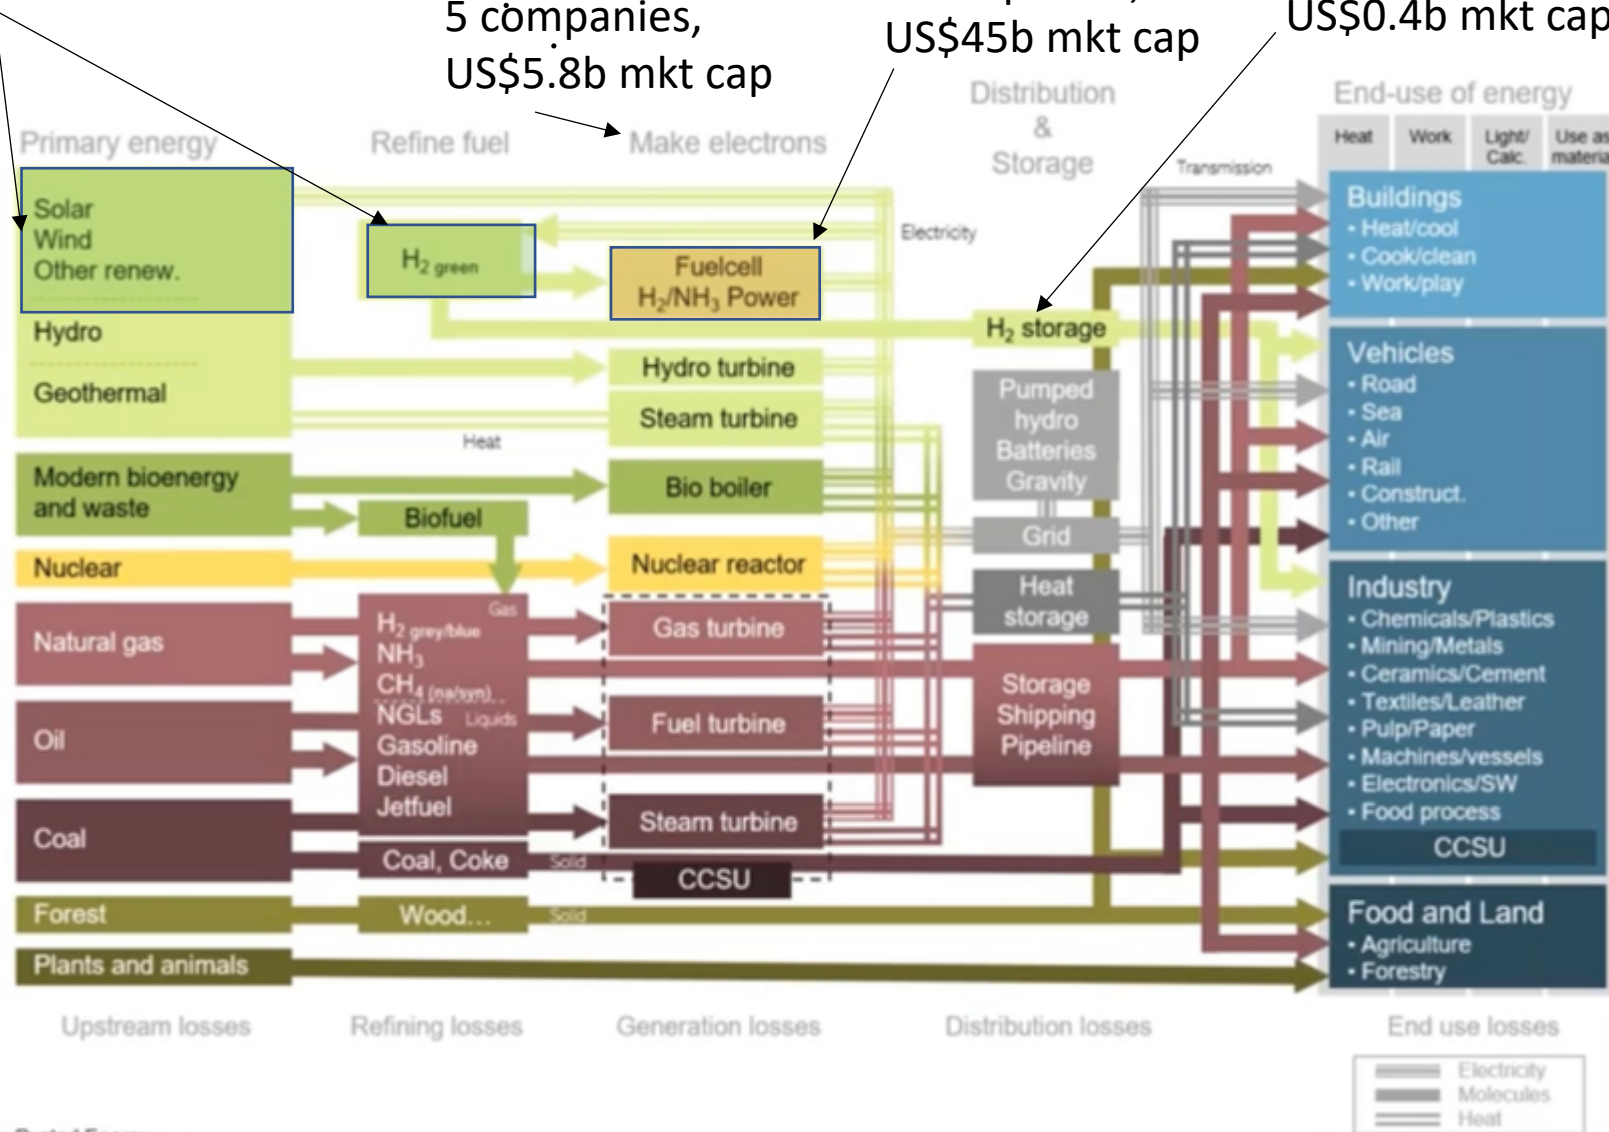 5 companies,
US$5.8b mkt cap
US$45b mkt cap
US$0.4b mkt cap
Primary energy
Refine fuel
Make electrons
Distribution
&
Storage
End-use of energy
Heat
Work
Light/
Calc.
Use as
Transmission
Electricity
Solar
Wind
Other renew.
Hydro
Geothermal
H2 green
Fuelcell
H2/NH3 Power
H2 storage
Hydro turbine
Steam turbine
Heat
Modern bioenergy
and waste
Biofuel
Bio boiler
Nuclear
Nuclear reactor
Natural gas
Gas
H2 grey/blue
NH3
CH4 (na/syn)
NGLs
Liquids
Gasoline
Diesel
Jetfuel
Gas turbine
Oil
Fuel turbine
Coal
Coal, Coke
Solid
Steam turbine
CCSU
Forest
Wood...
Solid
Plants and animals
Pumped
hydro
Batteries
Gravity
Grid
Heat
storage
Storage
Shipping
Pipeline
Buildings
• Heat/cool
• Cook/clean
• Work/play
Vehicles
• Road
• Sea
• Air
• Rail
• Construct.
• Other
Industry
• Chemicals/Plastics
• Mining/Metals
• Ceramics/Cement
• Textiles/Leather
• Pulp/Paper
• Machines/vessels
• Electronics/SW
• Food process
CCSU
Food and Land
• Agriculture
• Forestry
Upstream losses
Refining losses
Generation losses
Distribution losses
End use losses
Electricity
Molecules
Heat